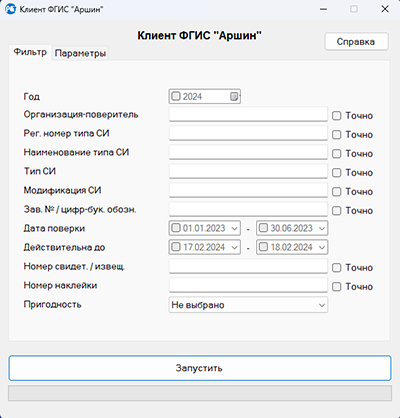 Клиент ФГИС "Аршин"
Клиент ФГИС "Аршин"
Справка
Фильтр Параметры
Год 2024
Организация-поверитель Точно
Рег. номер типа СИ Точно
Наименование типа СИ Точно
Тип СИ Точно
Модификация СИ Точно
Зав. № / цифр-бук. обозн. Точно
Дата поверки 01.01.2023 - 30.06.2023
Действительна до 17.02.2024 - 18.02.2024
Номер свидет. / извещ. Точно
Номер наклейки Точно
Пригодность Не выбрано
Запустить